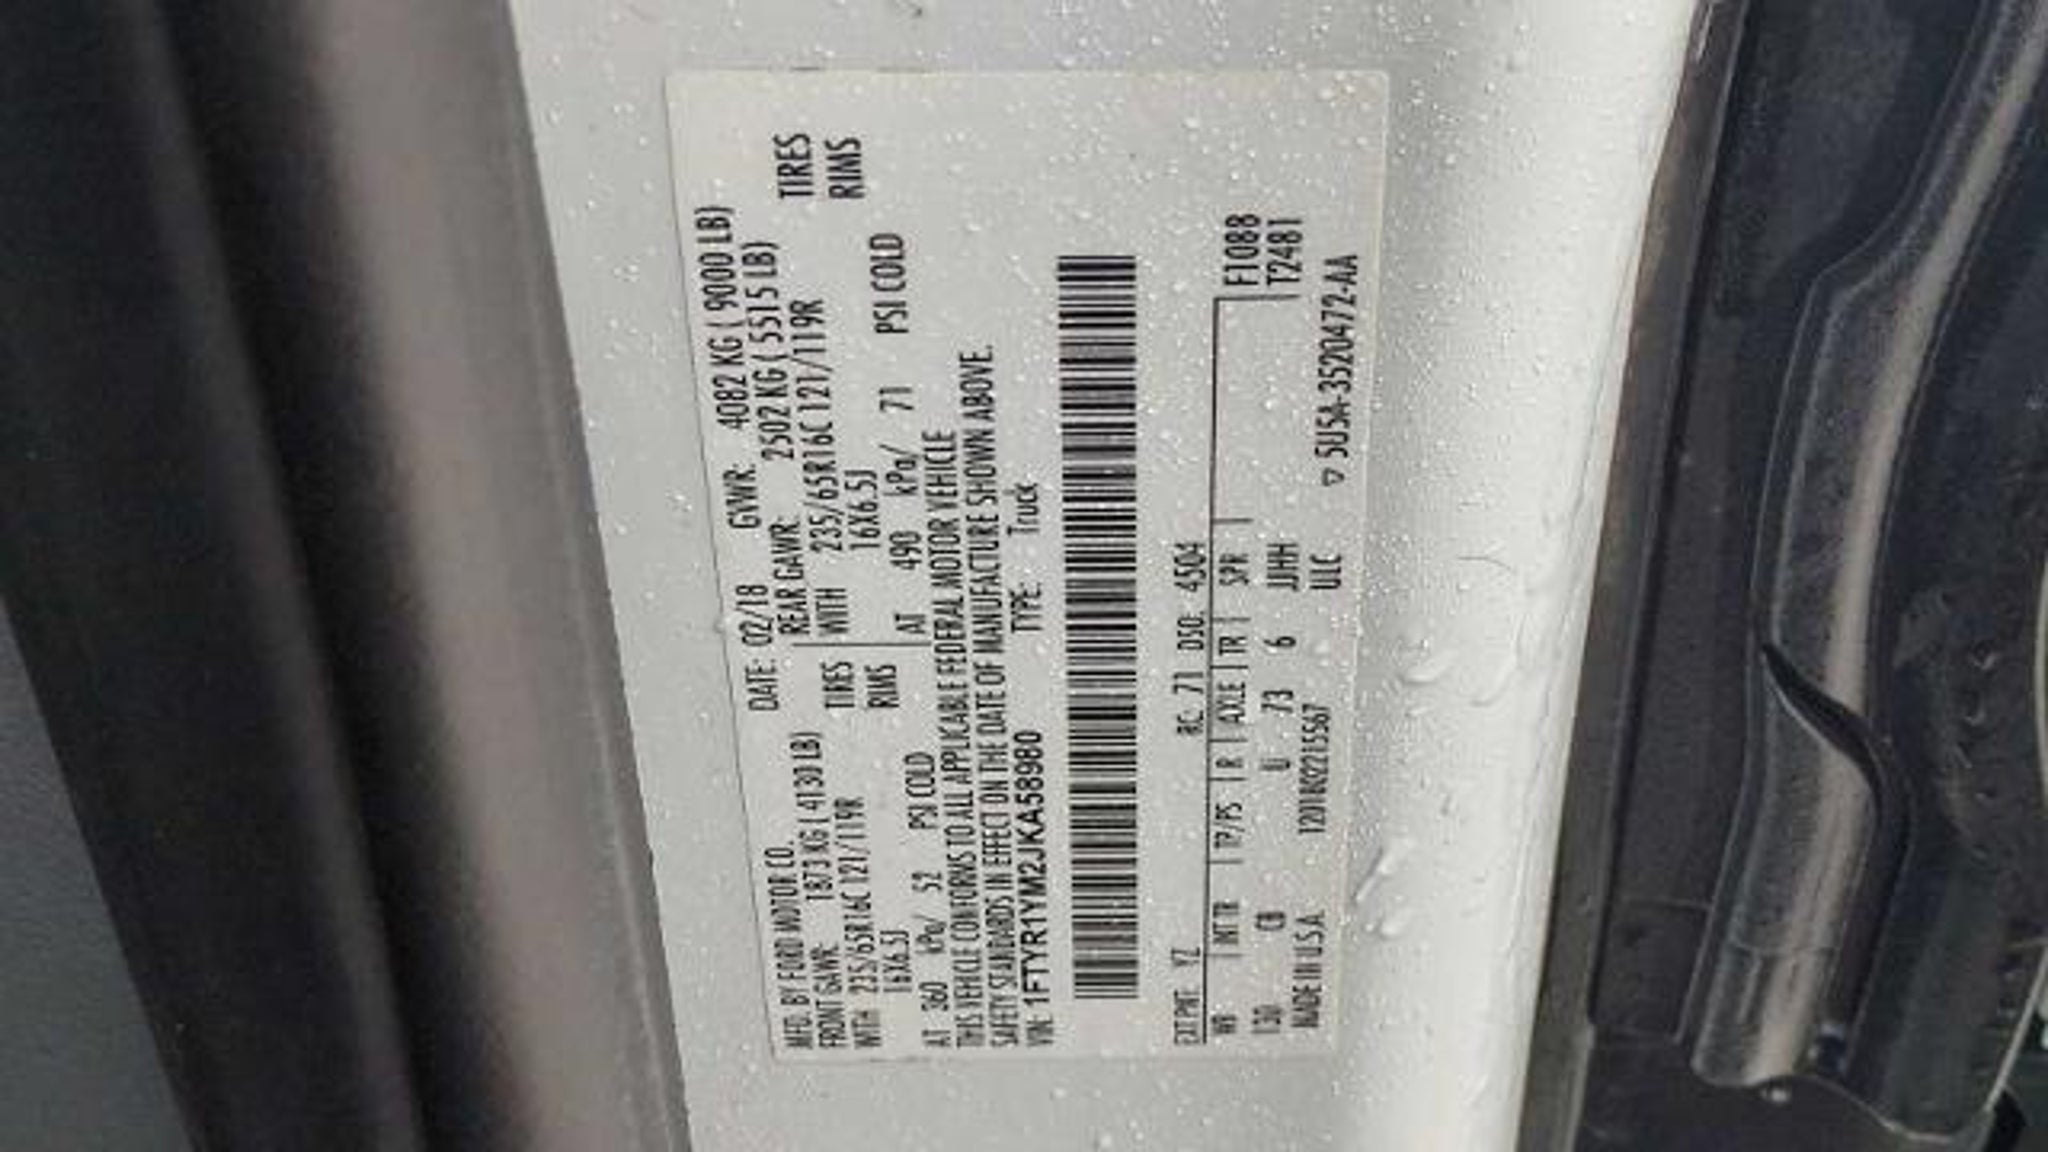 MFD. BY FORD MOTOR CO. DATE: 02/18 GVWR: 4082 KG ( 9000 LB)
FRONT GAWR: 1873 KG ( 4130 LB) REAR GAWR: 2502 KG ( 5515 LB)
WITH 235/65R16C 121/119R TIRES WITH 235/65R16C 121/119R TIRES
16X6.5J RIMS 16X6.5J RIMS
AT 360 kPa/ 52 PSI COLD AT 490 kPa/ 71 PSI COLD
THIS VEHICLE CONFORMS TO ALL APPLICABLE FEDERAL MOTOR VEHICLE
SAFETY STANDARDS IN EFFECT ON THE DATE OF MANUFACTURE SHOWN ABOVE.
VIN: 1FTYR1YM2JKA58980 TYPE: Truck
EXT PNT: YZ RC: 71 DSO: 4504
WB INT TR TP/PS R AXLE TR SPR F1088
130 CB U 73 6 JJHH T2481
MADE IN U.S.A. 12018092215567 ULC
▽ 5U5A-3520472-AA